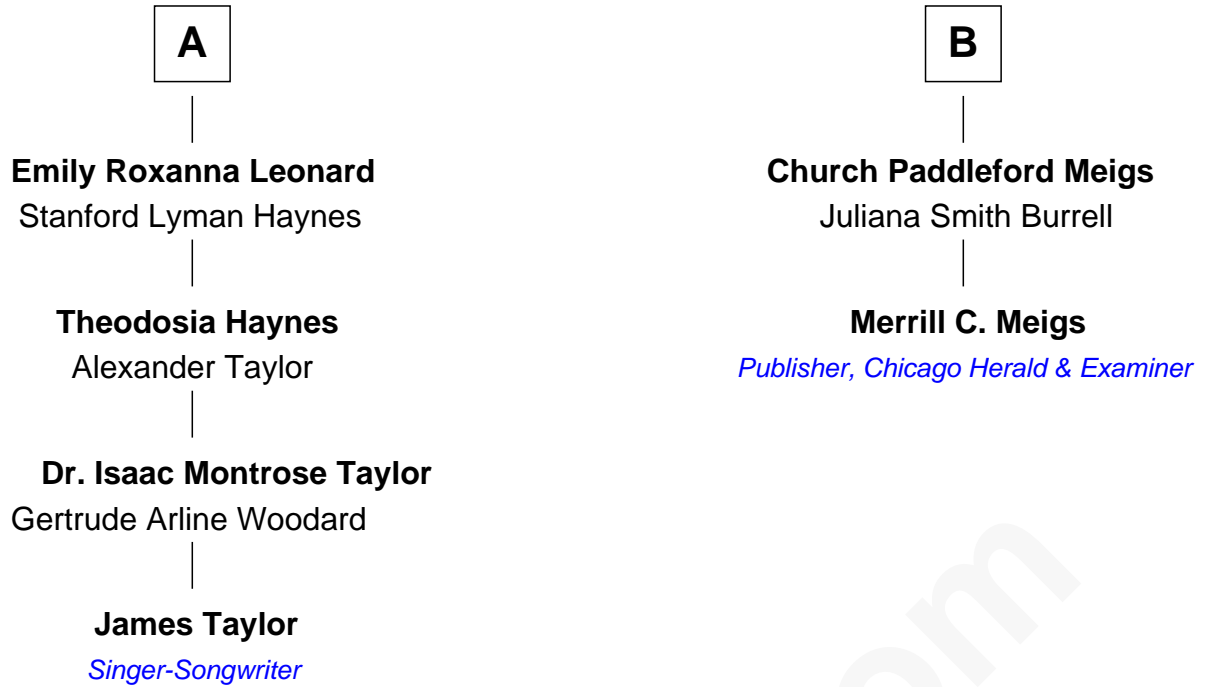 A
Emily Roxanna Leonard
Stanford Lyman Haynes
Theodosia Haynes
Alexander Taylor
Dr. Isaac Montrose Taylor
Gertrude Arline Woodard
James Taylor
Singer-Songwriter
B
Church Paddleford Meigs
Juliana Smith Burrell
Merrill C. Meigs
Publisher, Chicago Herald & Examiner
om